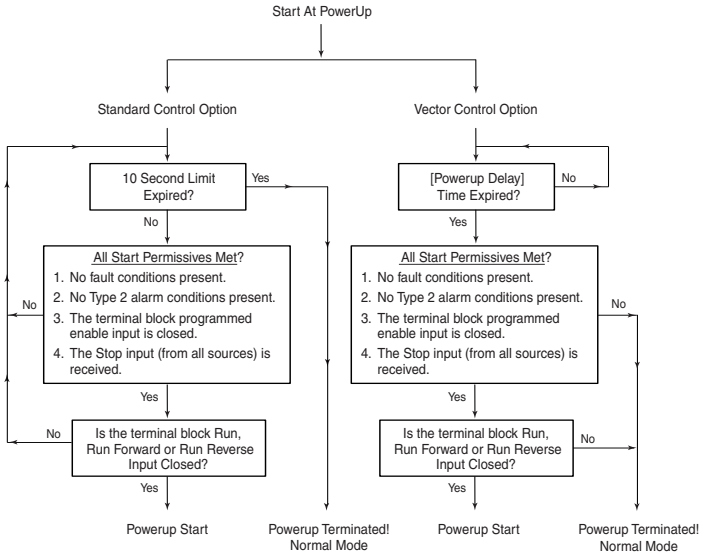 Start At PowerUp
Standard Control Option
Vector Control Option
10 Second Limit
Expired?
Yes
No
[Powerup Delay]
Time Expired?
No
Yes
All Start Permissives Met?
1. No fault conditions present.
2. No Type 2 alarm conditions present.
3. The terminal block programmed
enable input is closed.
4. The Stop input (from all sources) is
received.
No
Yes
All Start Permissives Met?
1. No fault conditions present.
2. No Type 2 alarm conditions present.
3. The terminal block programmed
enable input is closed.
4. The Stop input (from all sources) is
received.
No
Yes
Is the terminal block Run,
Run Forward or Run Reverse
Input Closed?
No
Yes
Is the terminal block Run,
Run Forward or Run Reverse
Input Closed?
No
Yes
Powerup Start
Powerup Terminated!
Normal Mode
Powerup Start
Powerup Terminated!
Normal Mode